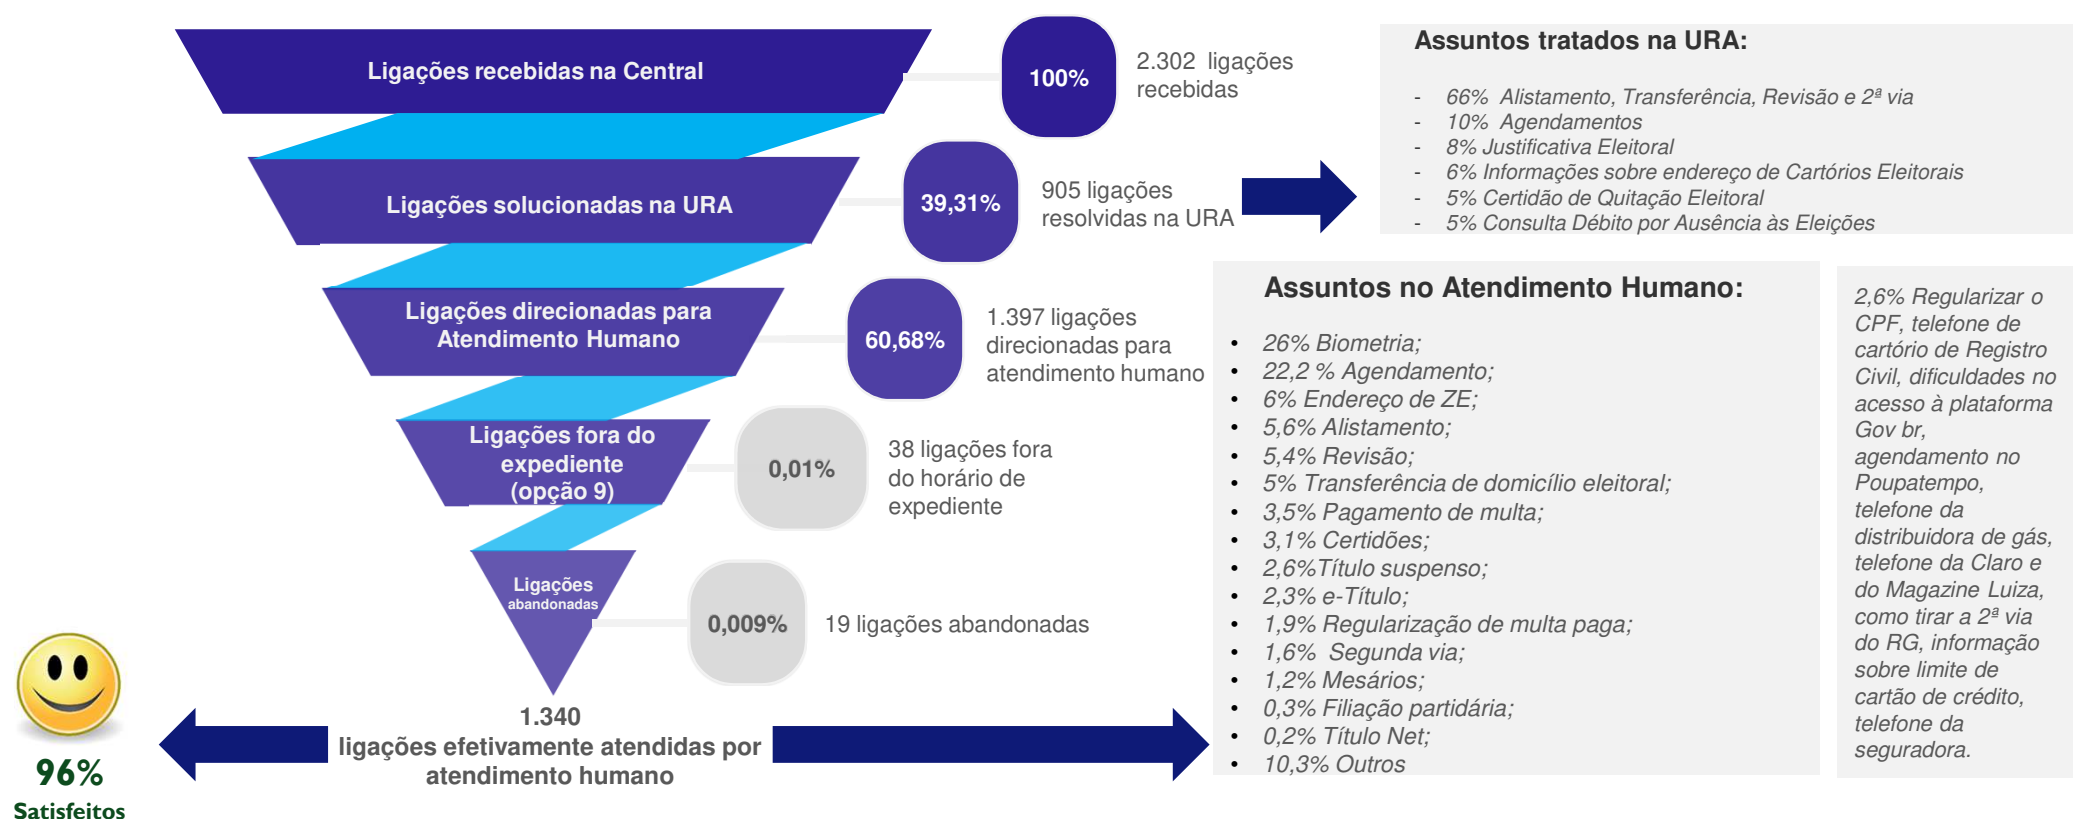 Ligações recebidas na Central
100%
2.302 ligações
recebidas
Ligações solucionadas na URA
39,31%
905 ligações
resolvidas na URA
Ligações direcionadas para
Atendimento Humano
60,68%
1.397 ligações
direcionadas para
atendimento humano
Ligações fora do
expediente
(opção 9)
0,01%
38 ligações fora
do horário de
expediente
Ligações
abandonadas
0,009%
19 ligações abandonadas
1.340
ligações efetivamente atendidas por
atendimento humano
96%
Satisfeitos
Assuntos tratados na URA:
- 66% Alistamento, Transferência, Revisão e 2ª via
- 10% Agendamentos
- 8% Justificativa Eleitoral
- 6% Informações sobre endereço de Cartórios Eleitorais
- 5% Certidão de Quitação Eleitoral
- 5% Consulta Débito por Ausência às Eleições
Assuntos no Atendimento Humano:
• 26% Biometria;
• 22,2 % Agendamento;
• 6% Endereço de ZE;
• 5,6% Alistamento;
• 5,4% Revisão;
• 5% Transferência de domicílio eleitoral;
• 3,5% Pagamento de multa;
• 3,1% Certidões;
• 2,6%Título suspenso;
• 2,3% e-Título;
• 1,9% Regularização de multa paga;
• 1,6% Segunda via;
• 1,2% Mesários;
• 0,3% Filiação partidária;
• 0,2% Título Net;
• 10,3% Outros
2,6% Regularizar o
CPF, telefone de
cartório de Registro
Civil, dificuldades no
acesso à plataforma
Gov br,
agendamento no
Poupatempo,
telefone da
distribuidora de gás,
telefone da Claro e
do Magazine Luiza,
como tirar a 2ª via
do RG, informação
sobre limite de
cartão de crédito,
telefone da
seguradora.